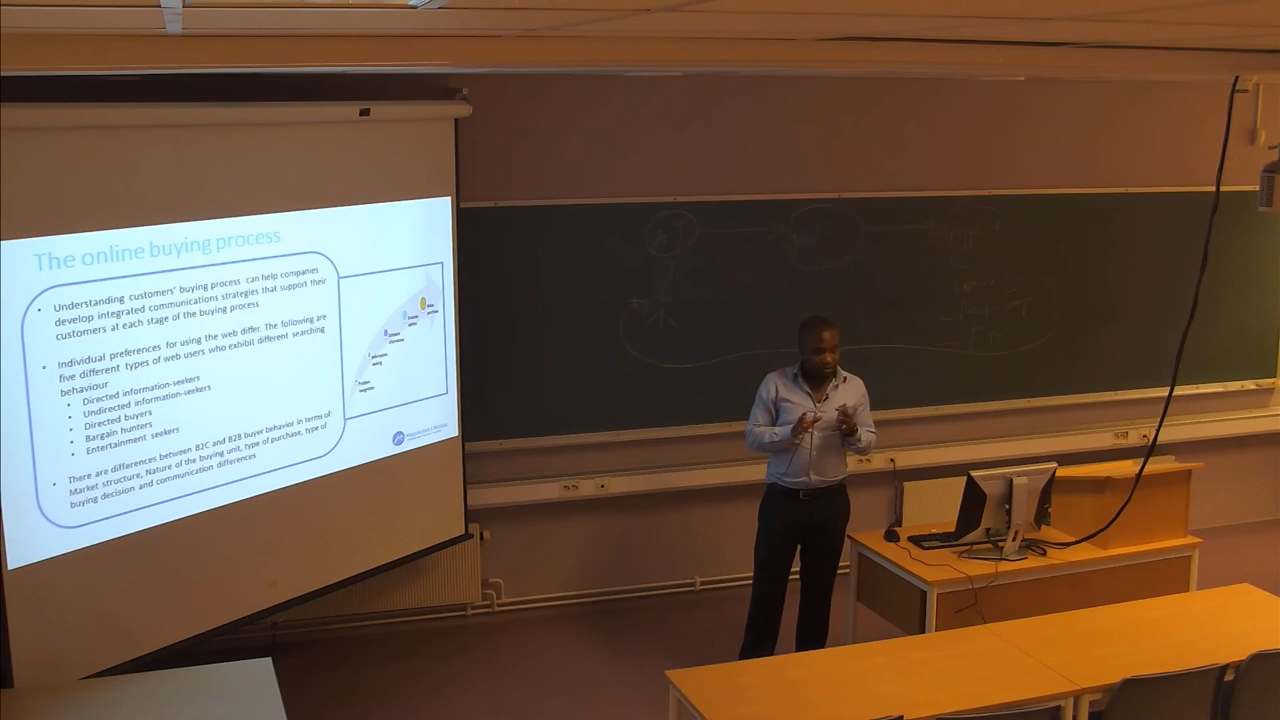 The online buying process
• Understanding customers' buying process can help companies
develop integrated communications strategies that support their
customers at each stage of the buying process.
• Individual preferences for using the web differ. The following are
five different types of web users who exhibit different searching
behaviour
• Directed information-seekers
• Undirected information-seekers
• Directed buyers
• Bargain hunters
• Entertainment seekers
• There are differences between B2C and B2B buyer behavior in terms of
Market structure, Nature of the buying unit, type of purchase, type of
buying decision and communication differences
Problem
recognition
Information
seeking